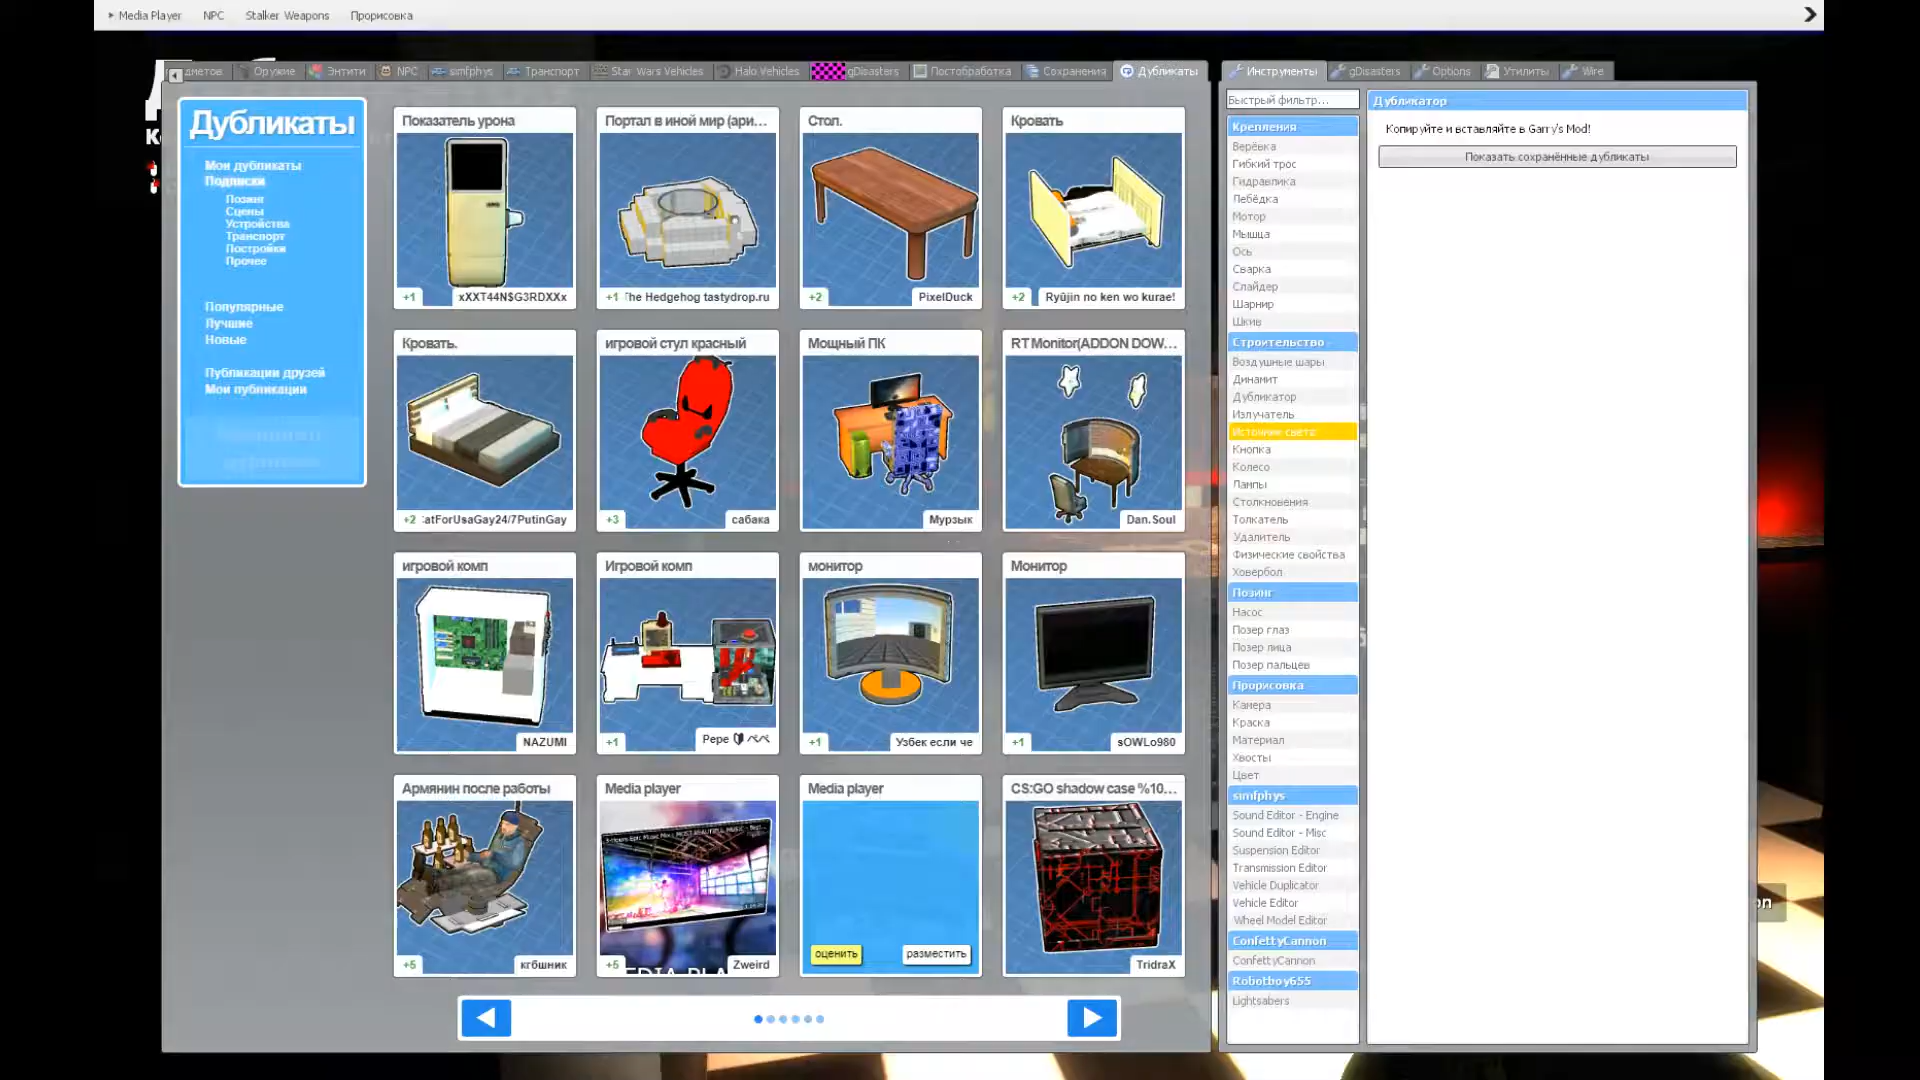 Media Player NPC Stalker Weapons Прорисовка
Оружие Энтити NPC simfphys Транспорт Star Wars Vehicles Halo Vehicles gDisasters Постобработка Сохранения Дубликаты
Инструменты gDisasters Options Утилиты Wire
Дубликаты
Мои дубликаты
Подписки
Позинг
Сцены
Устройства
Транспорт
Постройки
Прочее
Популярные
Лучшие
Новые
Публикации друзей
Мои публикации
Показатель урона
+1 xXXT44N$G3RDXXx
Портал в иной мир (ари...
+1 The Hedgehog tastydrop.ru
Стол.
+2 PixelDuck
Кровать
+2 Ryûjin no ken wo kurae!
Кровать.
+2 :atForUsaGay24/7PutinGay
игровой стул красный
+3 сабака
Мощный ПК
Мурзык
RTMonitor(ADDON DOW...
Dan.Soul
игровой комп
NAZUMI
Игровой комп
+1 Pepe
монитор
+1 Узбек если че
Монитор
+1 sOWLo980
Армянин после работы
+5 кгбшник
Media player
+5 Zweird
Media player
оценить разместить
CS:GO shadow case %10...
TridraX
Быстрый фильтр...
Крепления
Верёвка
Гибкий трос
Гидравлика
Лебёдка
Мотор
Мышца
Ось
Сварка
Слайдер
Шарнир
Шкив
Строительство
Воздушные шары
Динамит
Дубликатор
Излучатель
Источник света
Кнопка
Колесо
Лампы
Столкновения
Толкатель
Удалитель
Физические свойства
Ховербол
Позинг
Насос
Позер глаз
Позер лица
Позер пальцев
Прорисовка
Камера
Краска
Материал
Хвосты
Цвет
simfphys
Sound Editor - Engine
Sound Editor - Misc
Suspension Editor
Transmission Editor
Vehicle Duplicator
Vehicle Editor
Wheel Model Editor
ConfettyCannon
ConfettyCannon
Robotboy655
Lightsabers
Дубликатор
Копируйте и вставляйте в Garry's Mod!
Показать сохранённые дубликаты
on